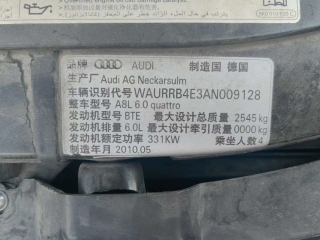 品牌 AUDI 制造国 德国
生产厂 Audi AG Neckarsulm
车辆识别代号 WAURRB4E3AN009128
整车型号 A8L 6.0 quattro
发动机型号 BTE 最大设计总质量 2545 kg
发动机排量 6.0L 最大设计牵引质量 0000 kg
发动机额定功率 331KW 乘坐人数 4
制造年月 2010.05